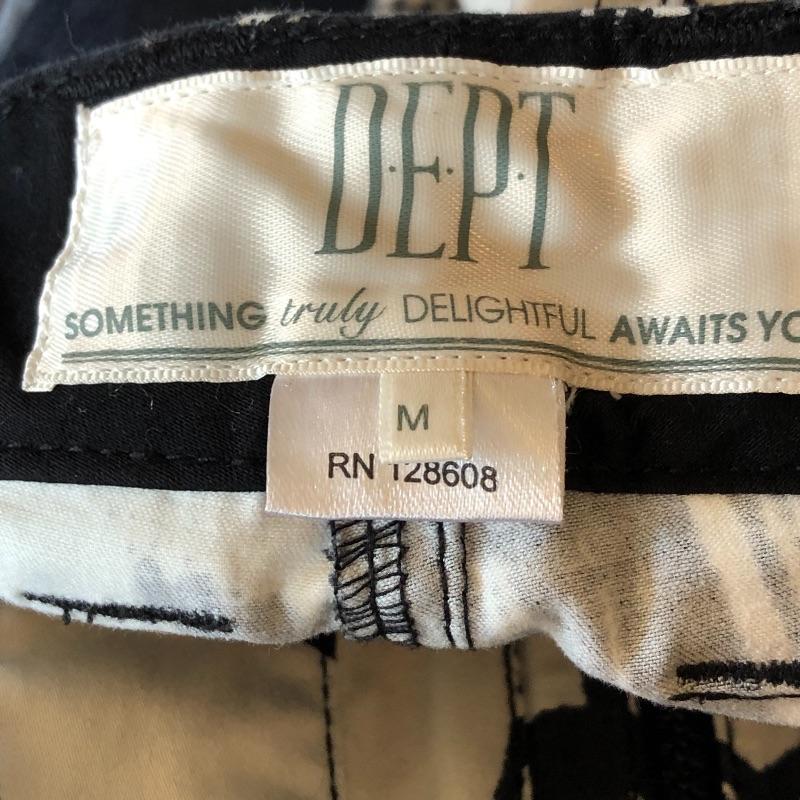 D·E·P·T
SOMETHING truly DELIGHTFUL AWAITS YO
M
RN 128608